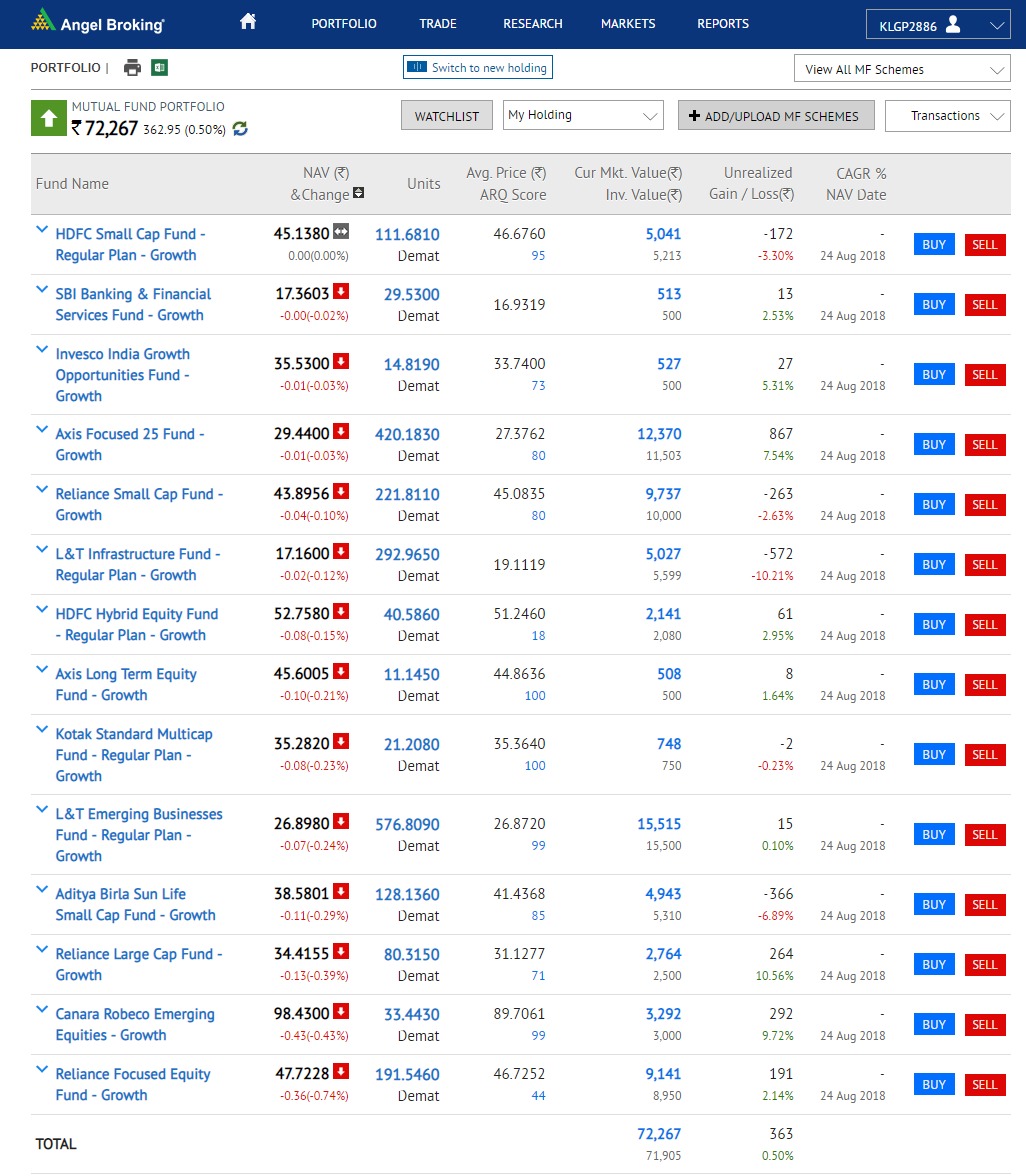 Angel Broking
PORTFOLIO TRADE RESEARCH MARKETS REPORTS KLGP2886
PORTFOLIO | Switch to new holding View All MF Schemes
MUTUAL FUND PORTFOLIO
₹ 72,267 362.95 (0.50%) WATCHLIST My Holding + ADD/UPLOAD MF SCHEMES Transactions
Fund Name NAV (₹) Units Avg. Price (₹) Cur Mkt. Value(₹) Unrealized CAGR %
&Change ARQ Score Inv. Value(₹) Gain / Loss(₹) NAV Date
HDFC Small Cap Fund - 45.1380 111.6810 46.6760 5,041 -172 - BUY SELL
Regular Plan - Growth 0.00(0.00%) Demat 95 5,213 -3.30% 24 Aug 2018
SBI Banking & Financial 17.3603 29.5300 16.9319 513 13 - BUY SELL
Services Fund - Growth -0.00(-0.02%) Demat 500 2.53% 24 Aug 2018
Invesco India Growth 35.5300 14.8190 33.7400 527 27 - BUY SELL
Opportunities Fund - -0.01(-0.03%) Demat 73 500 5.31% 24 Aug 2018
Growth
Axis Focused 25 Fund - 29.4400 420.1830 27.3762 12,370 867 - BUY SELL
Growth -0.01(-0.03%) Demat 80 11,503 7.54% 24 Aug 2018
Reliance Small Cap Fund - 43.8956 221.8110 45.0835 9,737 -263 - BUY SELL
Growth -0.04(-0.10%) Demat 80 10,000 -2.63% 24 Aug 2018
L&T Infrastructure Fund - 17.1600 292.9650 19.1119 5,027 -572 - BUY SELL
Regular Plan - Growth -0.02(-0.12%) Demat 5,599 -10.21% 24 Aug 2018
HDFC Hybrid Equity Fund 52.7580 40.5860 51.2460 2,141 61 - BUY SELL
- Regular Plan - Growth -0.08(-0.15%) Demat 18 2,080 2.95% 24 Aug 2018
Axis Long Term Equity 45.6005 11.1450 44.8636 508 8 - BUY SELL
Fund - Growth -0.10(-0.21%) Demat 100 500 1.64% 24 Aug 2018
Kotak Standard Multicap 35.2820 21.2080 35.3640 748 -2 - BUY SELL
Fund - Regular Plan - -0.08(-0.23%) Demat 100 750 -0.23% 24 Aug 2018
Growth
L&T Emerging Businesses 26.8980 576.8090 26.8720 15,515 15 - BUY SELL
Fund - Regular Plan - -0.07(-0.24%) Demat 99 15,500 0.10% 24 Aug 2018
Growth
Aditya Birla Sun Life 38.5801 128.1360 41.4368 4,943 -366 - BUY SELL
Small Cap Fund - Growth -0.11(-0.29%) Demat 85 5,310 -6.89% 24 Aug 2018
Reliance Large Cap Fund - 34.4155 80.3150 31.1277 2,764 264 - BUY SELL
Growth -0.13(-0.39%) Demat 71 2,500 10.56% 24 Aug 2018
Canara Robeco Emerging 98.4300 33.4430 89.7061 3,292 292 - BUY SELL
Equities - Growth -0.43(-0.43%) Demat 99 3,000 9.72% 24 Aug 2018
Reliance Focused Equity 47.7228 191.5460 46.7252 9,141 191 - BUY SELL
Fund - Growth -0.36(-0.74%) Demat 44 8,950 2.14% 24 Aug 2018
TOTAL 72,267 363
71,905 0.50%